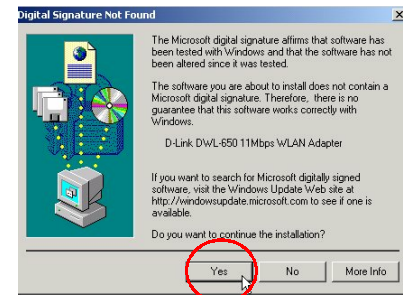 Digital Signature Not Found
The Microsoft digital signature affirms that software has
been tested with Windows and that the software has not
been altered since it was tested.
The software you are about to install does not contain a
Microsoft digital signature. Therefore, there is no
guarantee that this software works correctly with
Windows.
D-Link DWL-650 11Mbps WLAN Adapter
If you want to search for Microsoft digitally signed
software, visit the Windows Update Web site at
http://windowsupdate.microsoft.com to see if one is
available.
Do you want to continue the installation?
Yes No More Info